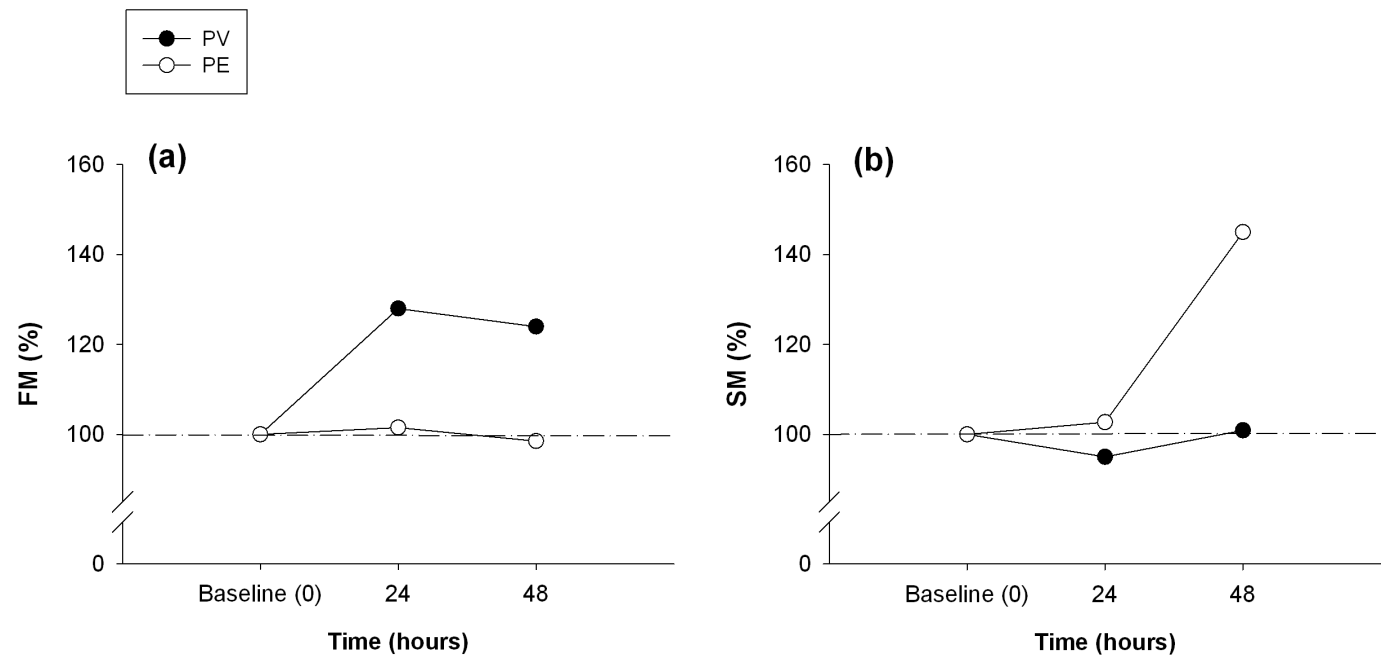 PV
PE
(a)
160
140
120
100
0
FM (%)
Baseline (0) 24 48
Time (hours)
(b)
160
140
120
100
0
SM (%)
Baseline (0) 24 48
Time (hours)